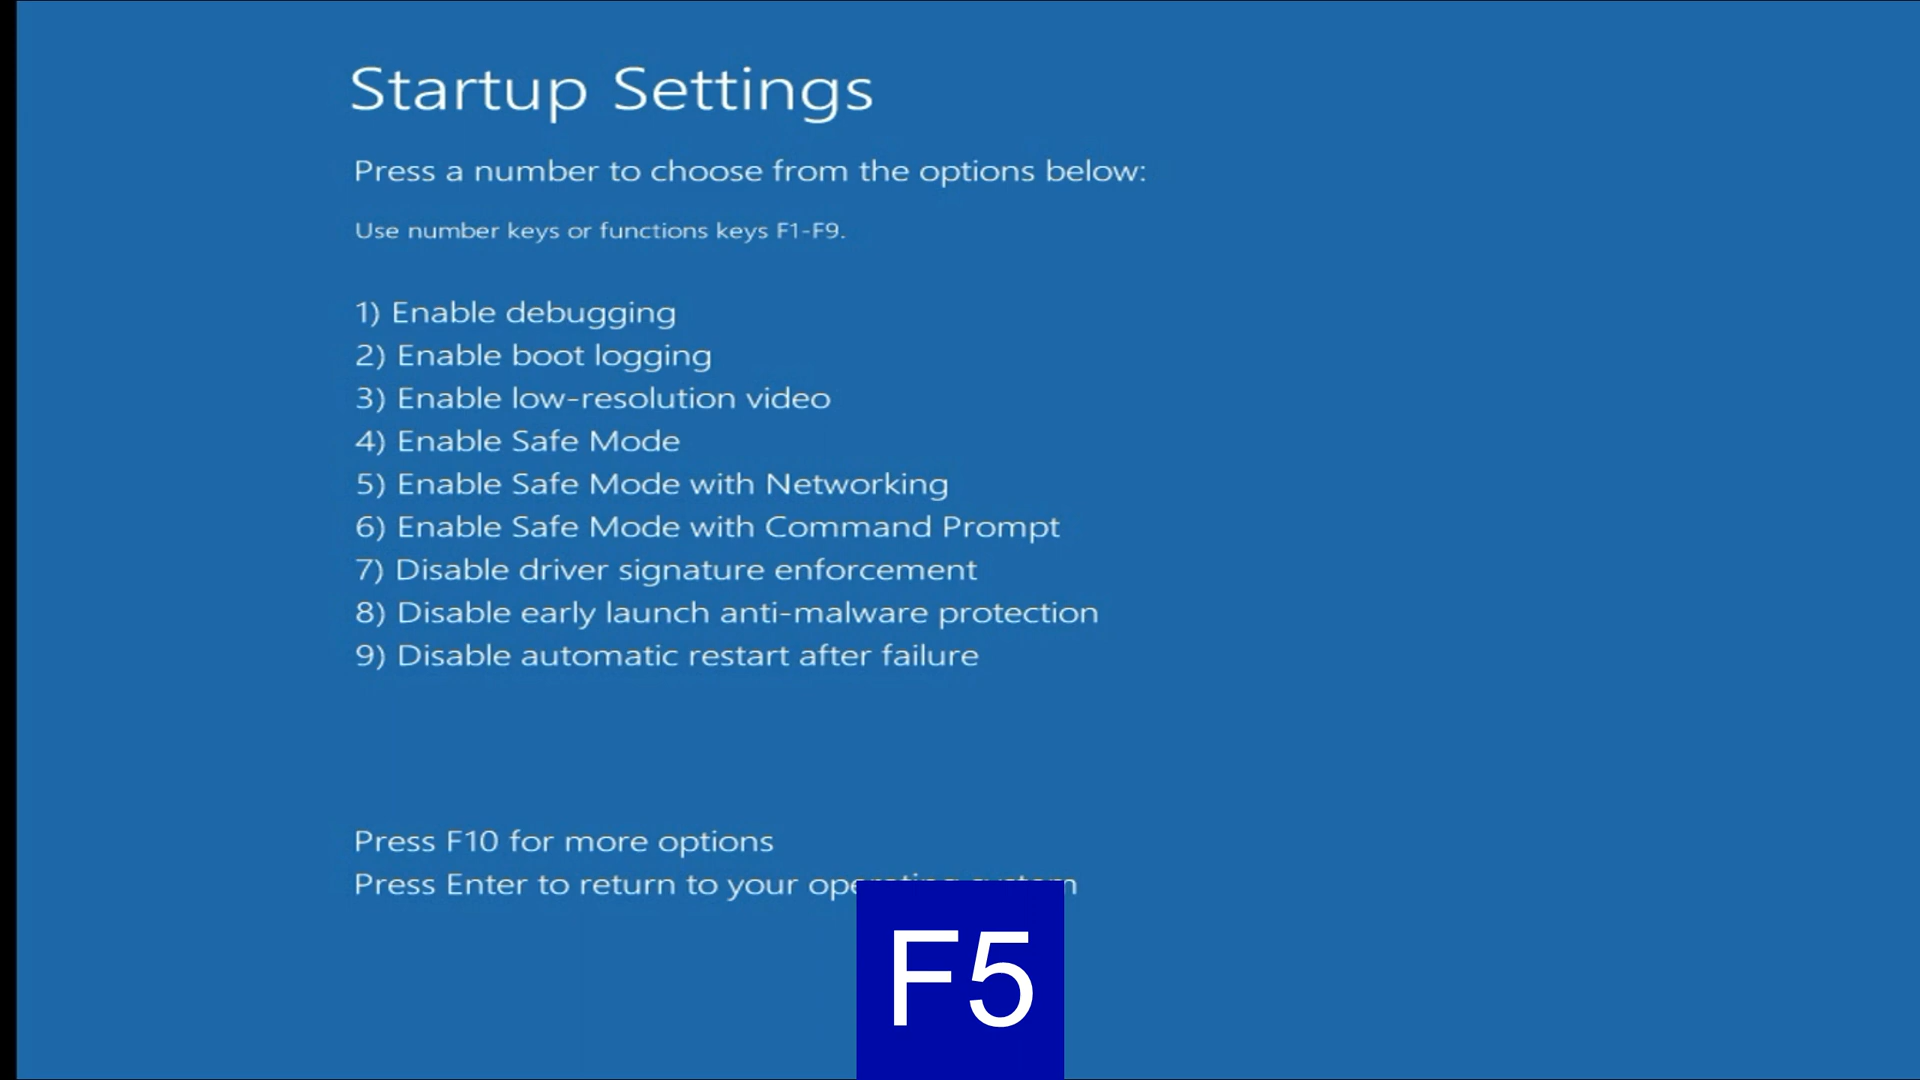 Startup Settings
Press a number to choose from the options below:
Use number keys or functions keys F1-F9.
1) Enable debugging
2) Enable boot logging
3) Enable low-resolution video
4) Enable Safe Mode
5) Enable Safe Mode with Networking
6) Enable Safe Mode with Command Prompt
7) Disable driver signature enforcement
8) Disable early launch anti-malware protection
9) Disable automatic restart after failure
Press F10 for more options
Press Enter to return to your operating system
F5